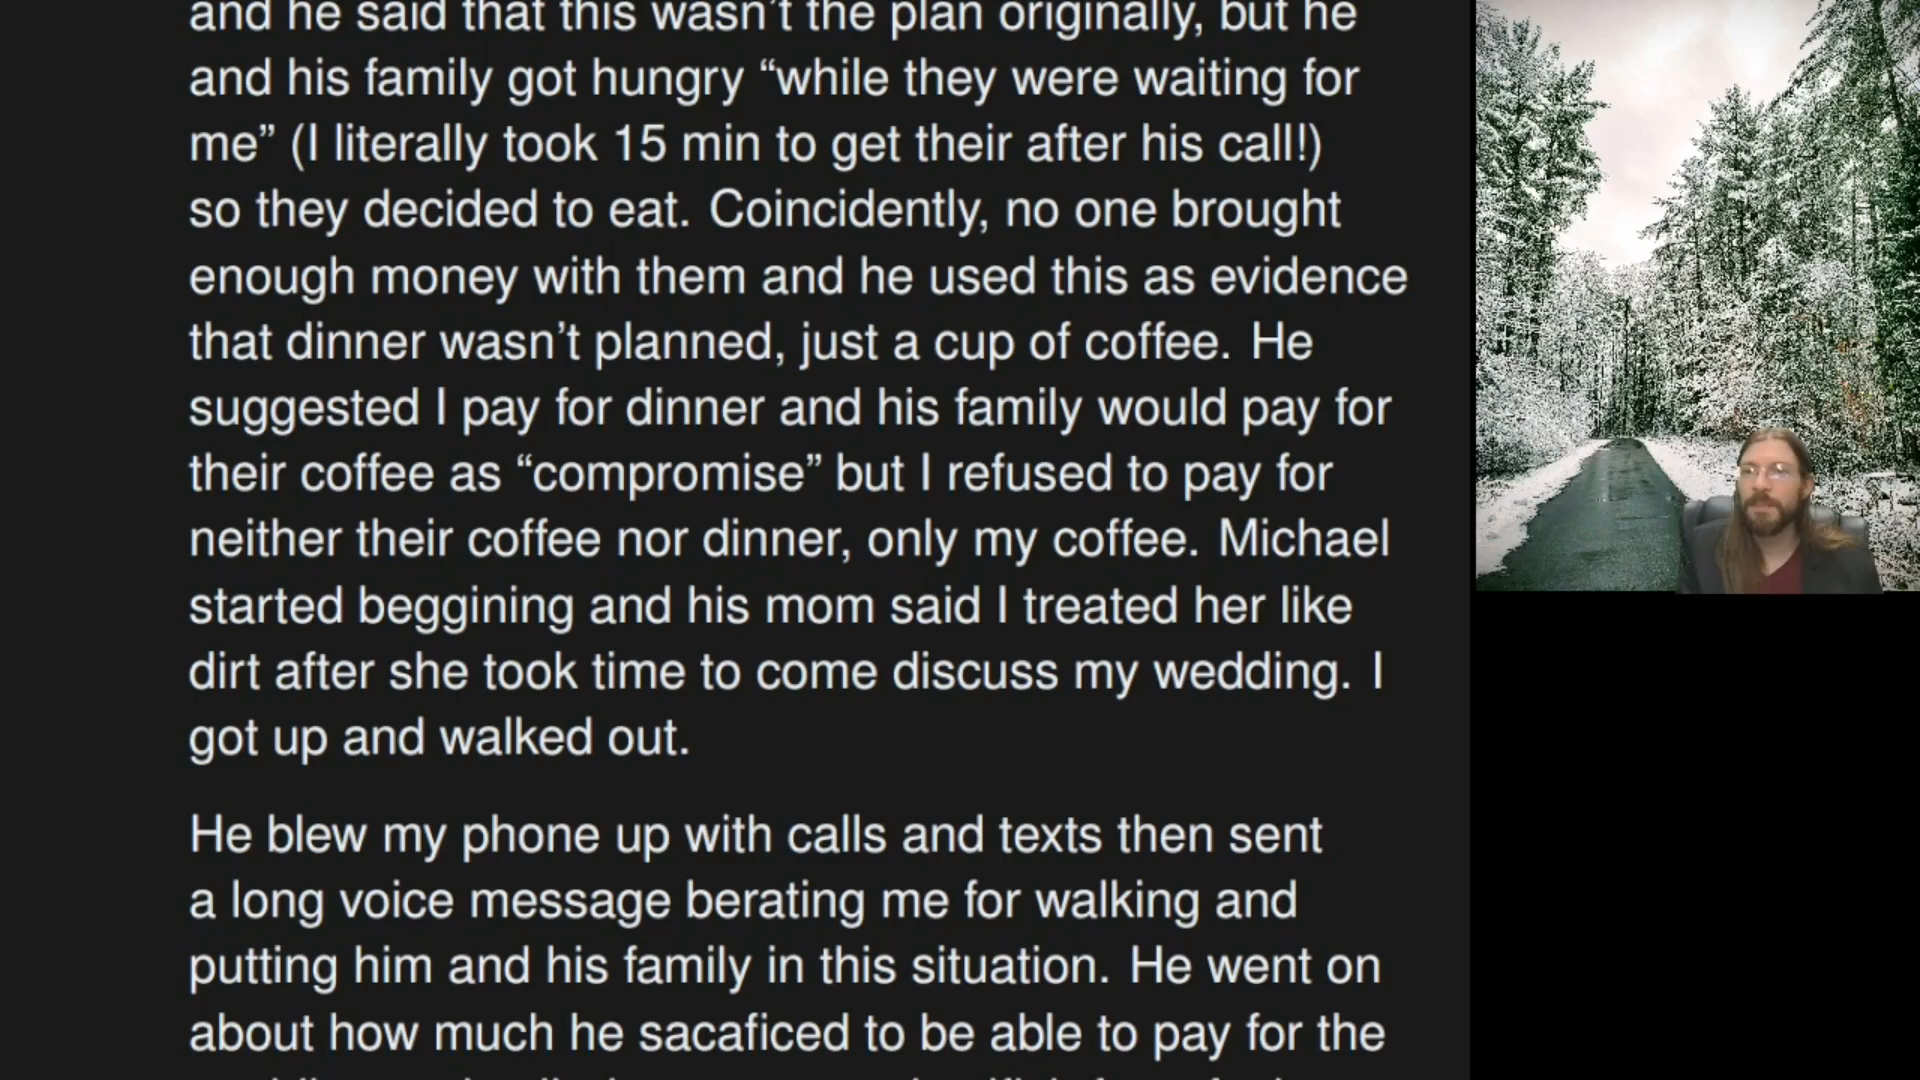 and he said that this wasn't the plan originally, but he
and his family got hungry “while they were waiting for
me” (I literally took 15 min to get their after his call!)
so they decided to eat. Coincidently, no one brought
enough money with them and he used this as evidence
that dinner wasn’t planned, just a cup of coffee. He
suggested I pay for dinner and his family would pay for
their coffee as “compromise” but I refused to pay for
neither their coffee nor dinner, only my coffee. Michael
started beggining and his mom said I treated her like
dirt after she took time to come discuss my wedding. I
got up and walked out.
He blew my phone up with calls and texts then sent
a long voice message berating me for walking and
putting him and his family in this situation. He went on
about how much he sacaficed to be able to pay for the